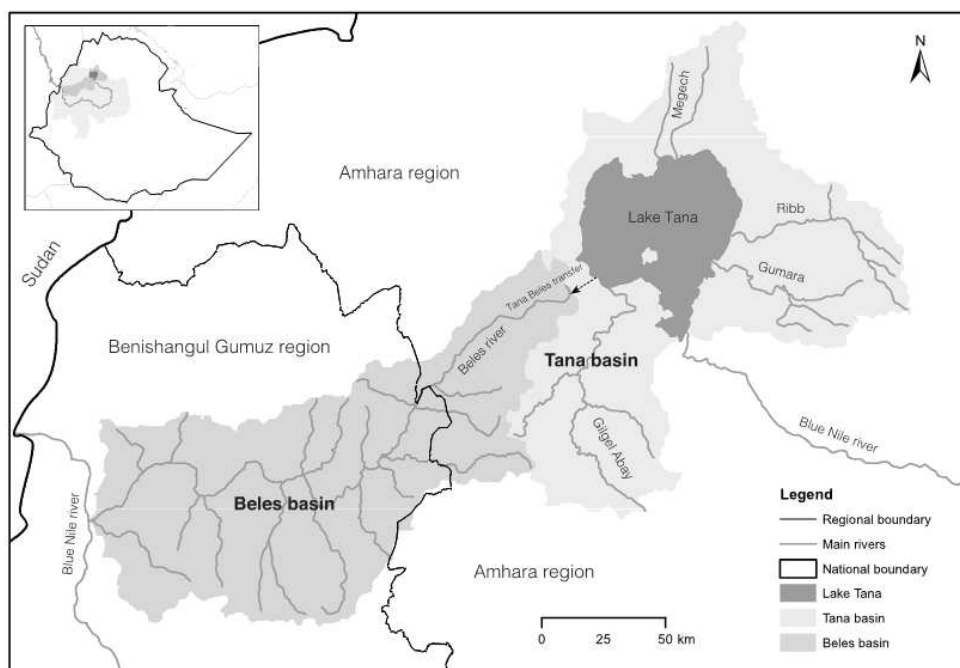 N
Megech
Amhara region
Lake Tana
Ribb
Sudan
Gumara
Tana Beles transfer
Benishangul Gumuz region
Beles river
Tana basin
Gilgel Abay
Blue Nile river
Beles basin
Blue Nile river
Amhara region
0 25 50 km
Legend
Regional boundary
Main rivers
National boundary
Lake Tana
Tana basin
Beles basin